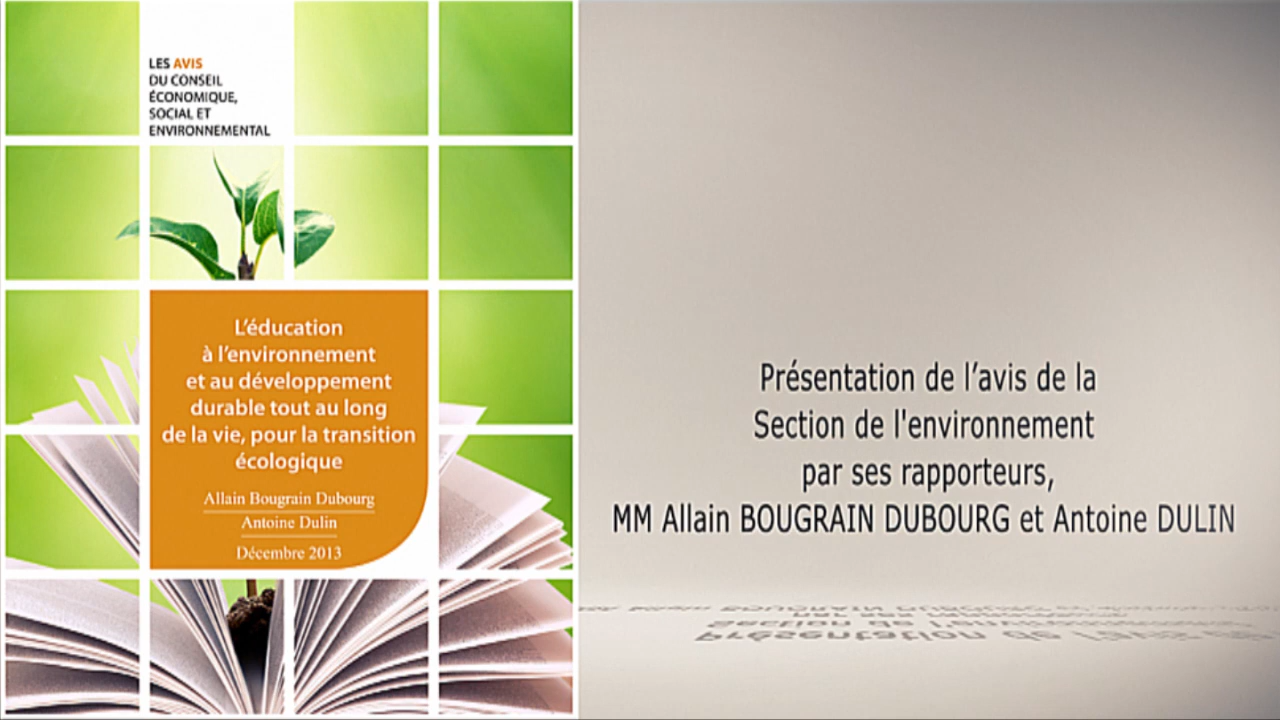 LES AVIS
DU CONSEIL
ÉCONOMIQUE,
SOCIAL ET
ENVIRONNEMENTAL
L'éducation
à l'environnement
et au développement
durable tout au long
de la vie, pour la transition
écologique
Allain Bougrain Dubourg
Antoine Dulin
Décembre 2013
Présentation de l’avis de la
Section de l'environnement
par ses rapporteurs,
MM Allain BOUGRAIN DUBOURG et Antoine DULIN